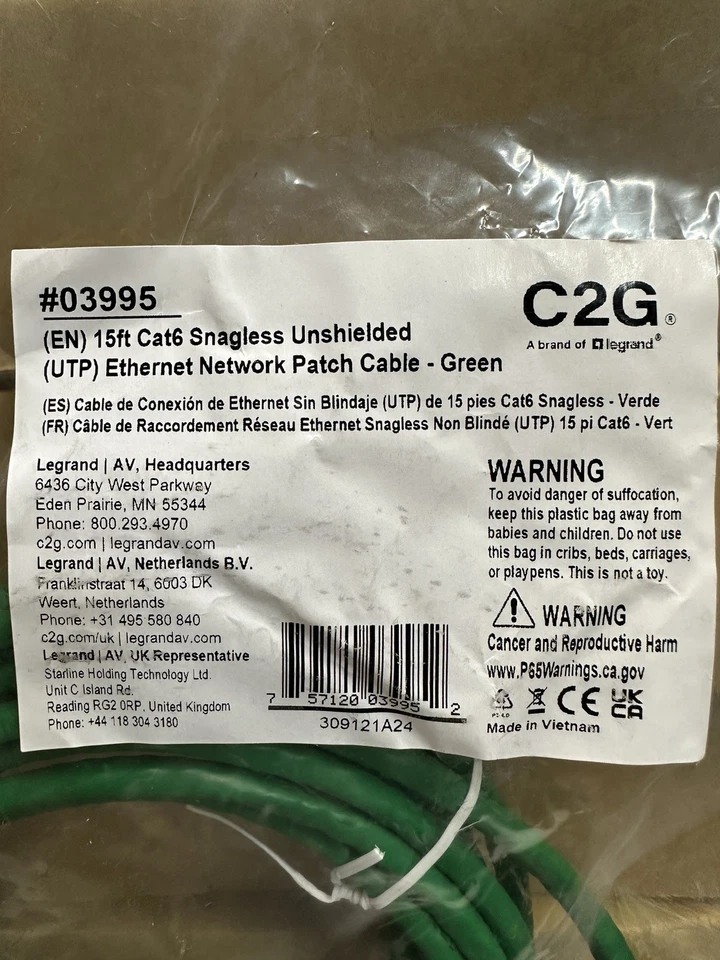 #03995
(EN) 15ft Cat6 Snagless Unshielded
(UTP) Ethernet Network Patch Cable - Green
(ES) Cable de Conexión de Ethernet Sin Blindaje (UTP) de 15 pies Cat6 Snagless - Verde
(FR) Câble de Raccordement Réseau Ethernet Snagless Non Blindé (UTP) 15 pi Cat6 - Vert
C2G®
A brand of legrand®
Legrand | AV, Headquarters
6436 City West Parkway
Eden Prairie, MN 55344
Phone: 800.293.4970
c2g.com | legrandav.com
Legrand | AV, Netherlands B.V.
Franklinstraat 14, 6003 DK
Weert, Netherlands
Phone: +31 495 580 840
c2g.com/uk | legrandav.com
Legrand | AV, UK Representative
Starline Holding Technology Ltd.
Unit C Island Rd.
Reading RG2 0RP, United Kingdom
Phone: +44 118 304 3180
7 57120 03995 2
309121A24
WARNING
To avoid danger of suffocation,
keep this plastic bag away from
babies and children. Do not use
this bag in cribs, beds, carriages,
or playpens. This is not a toy.
WARNING
Cancer and Reproductive Harm
www.P65Warnings.ca.gov
CE UK
CA
Made in Vietnam